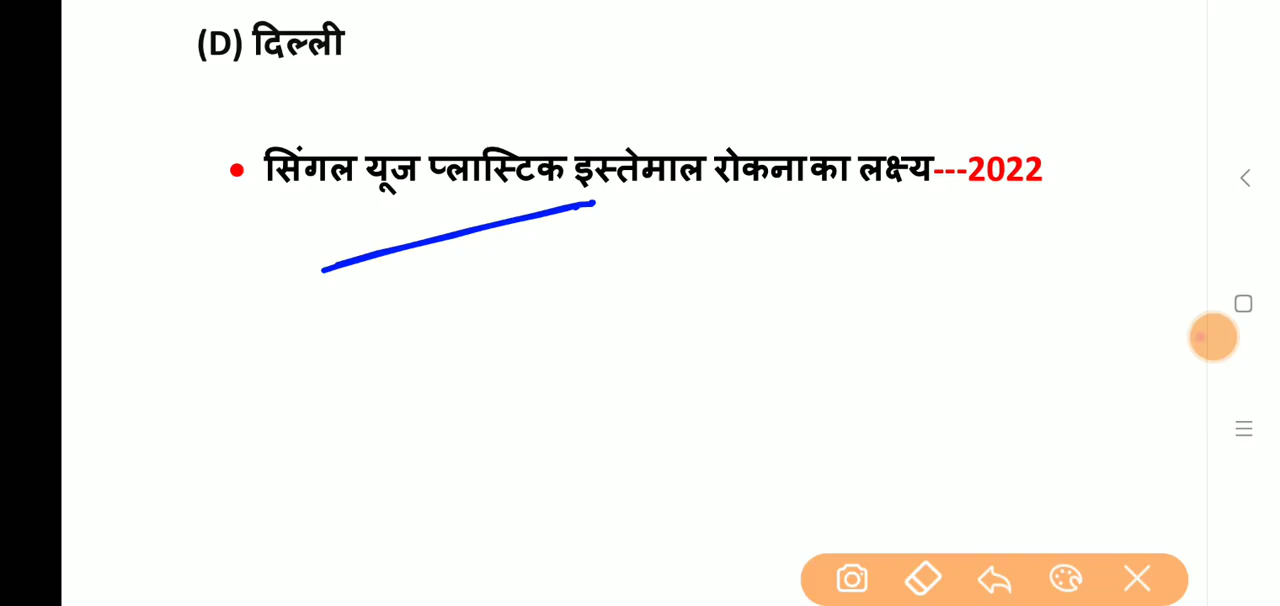 (D) दिल्ली
• सिंगल यूज प्लास्टिक इस्तेमाल रोकनाका लक्ष्य---2022